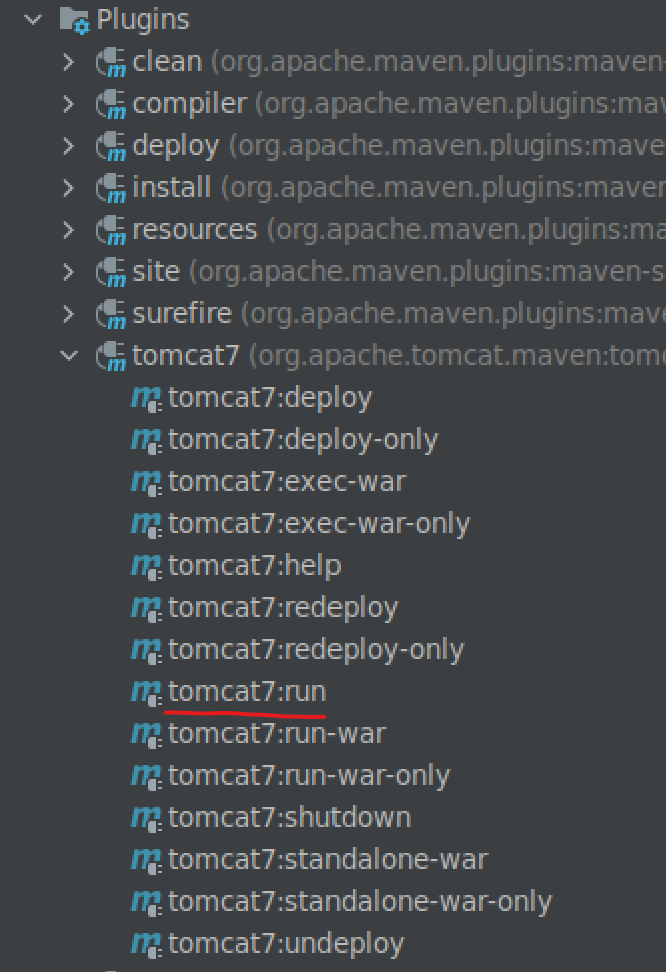 Plugins
clean (org.apache.maven.plugins:maven-
compiler (org.apache.maven.plugins:mav
deploy (org.apache.maven.plugins:mave
install (org.apache.maven.plugins:maven
resources (org.apache.maven.plugins:ma
site (org.apache.maven.plugins:maven-s
surefire (org.apache.maven.plugins:mave
tomcat7 (org.apache.tomcat.maven:tomc
tomcat7:deploy
tomcat7:deploy-only
tomcat7:exec-war
tomcat7:exec-war-only
tomcat7:help
tomcat7:redeploy
tomcat7:redeploy-only
tomcat7:run
tomcat7:run-war
tomcat7:run-war-only
tomcat7:shutdown
tomcat7:standalone-war
tomcat7:standalone-war-only
tomcat7:undeploy